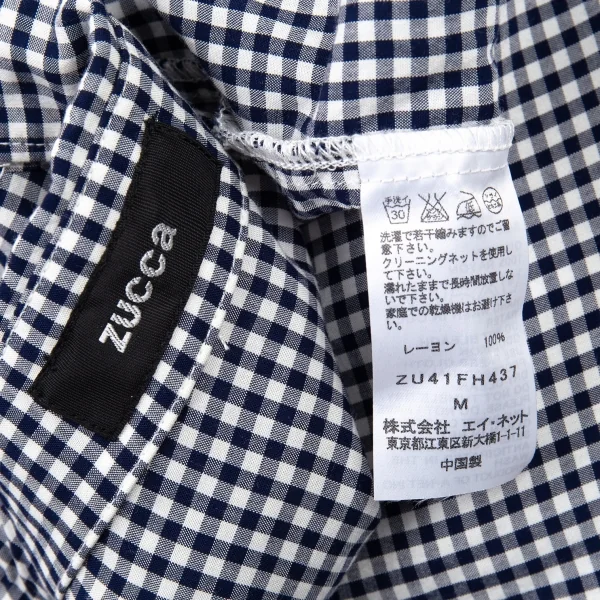 zucca
手洗イ
30
洗濯で若干縮みますのでご留
意下さい。
クリーニングネットを使用し
て下さい。
濡れたままで長時間放置しな
いで下さい。
家庭での乾燥機はお避け下さ
い。
レーヨン 100%
ZU41FH437
M
株式会社 エイ・ネット
東京都江東区新大橋1-1-11
中国製